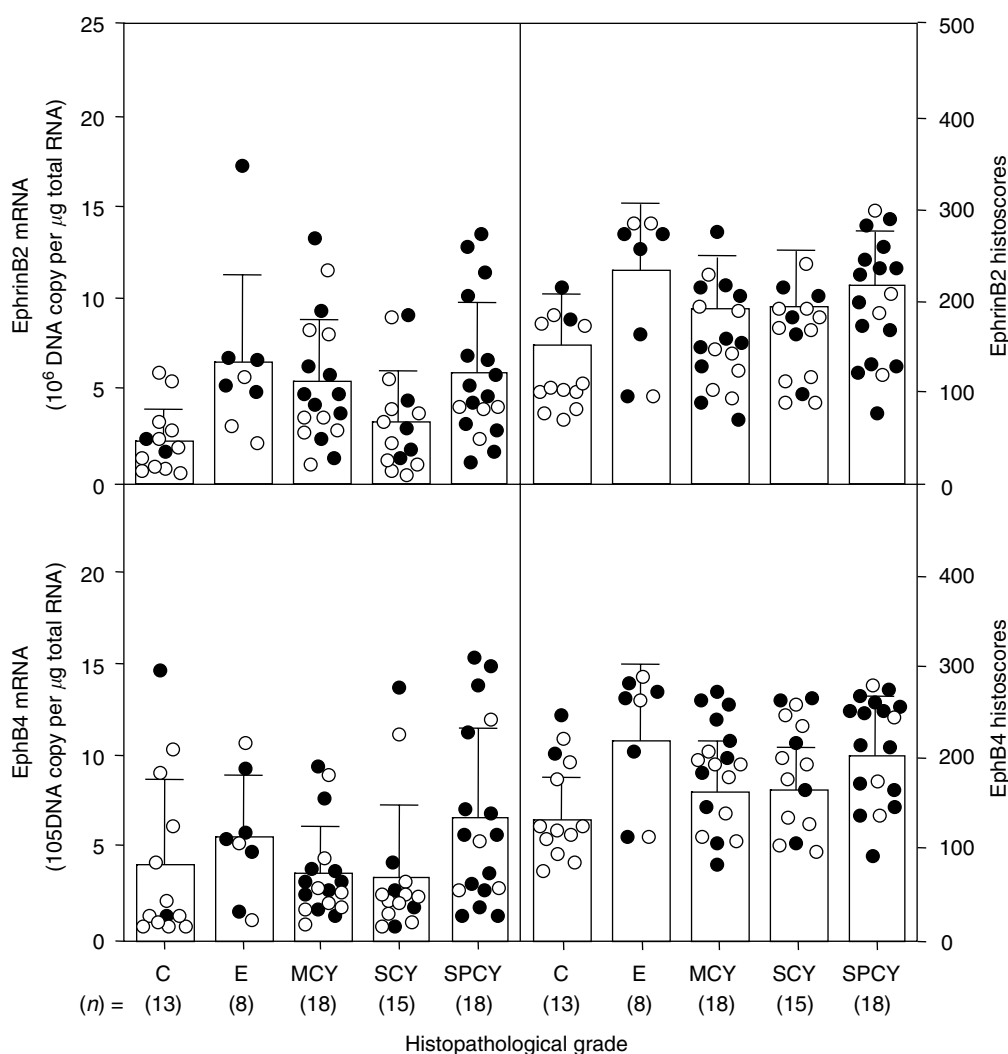 25
20
15
10
5
0
EphrinB2 mRNA
(10⁶ DNA copy per μg total RNA)
500
400
300
200
100
0
EphrinB2 histoscores
20
15
10
5
0
EphB4 mRNA
(105DNA copy per μg total RNA)
400
300
200
100
0
EphB4 histoscores
C E MCY SCY SPCY C E MCY SCY SPCY
(n) = (13) (8) (18) (15) (18) (13) (8) (18) (15) (18)
Histopathological grade